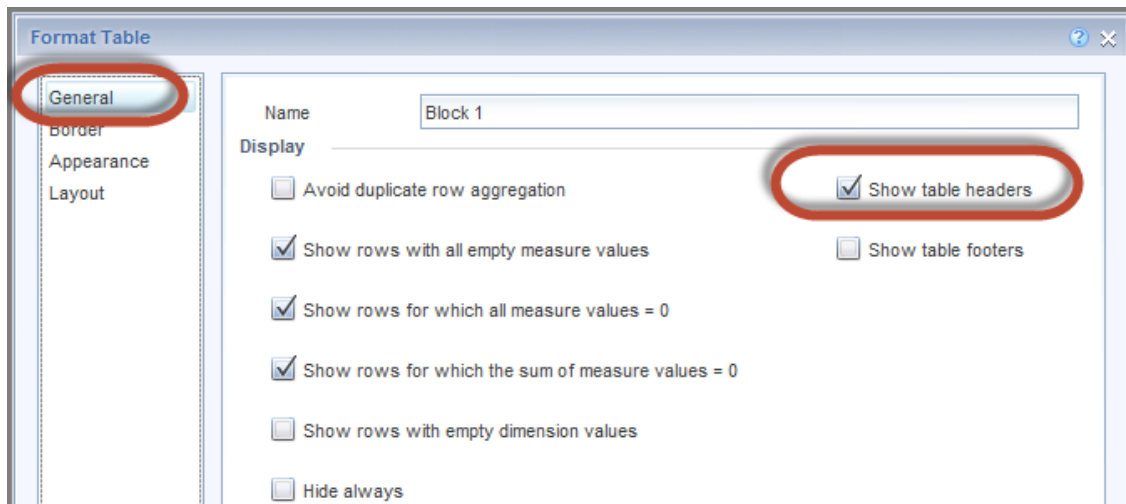 Format Table
General
Border
Appearance
Layout
Name Block 1
Display
Avoid duplicate row aggregation Show table headers
Show rows with all empty measure values Show table footers
Show rows for which all measure values = 0
Show rows for which the sum of measure values = 0
Show rows with empty dimension values
Hide always